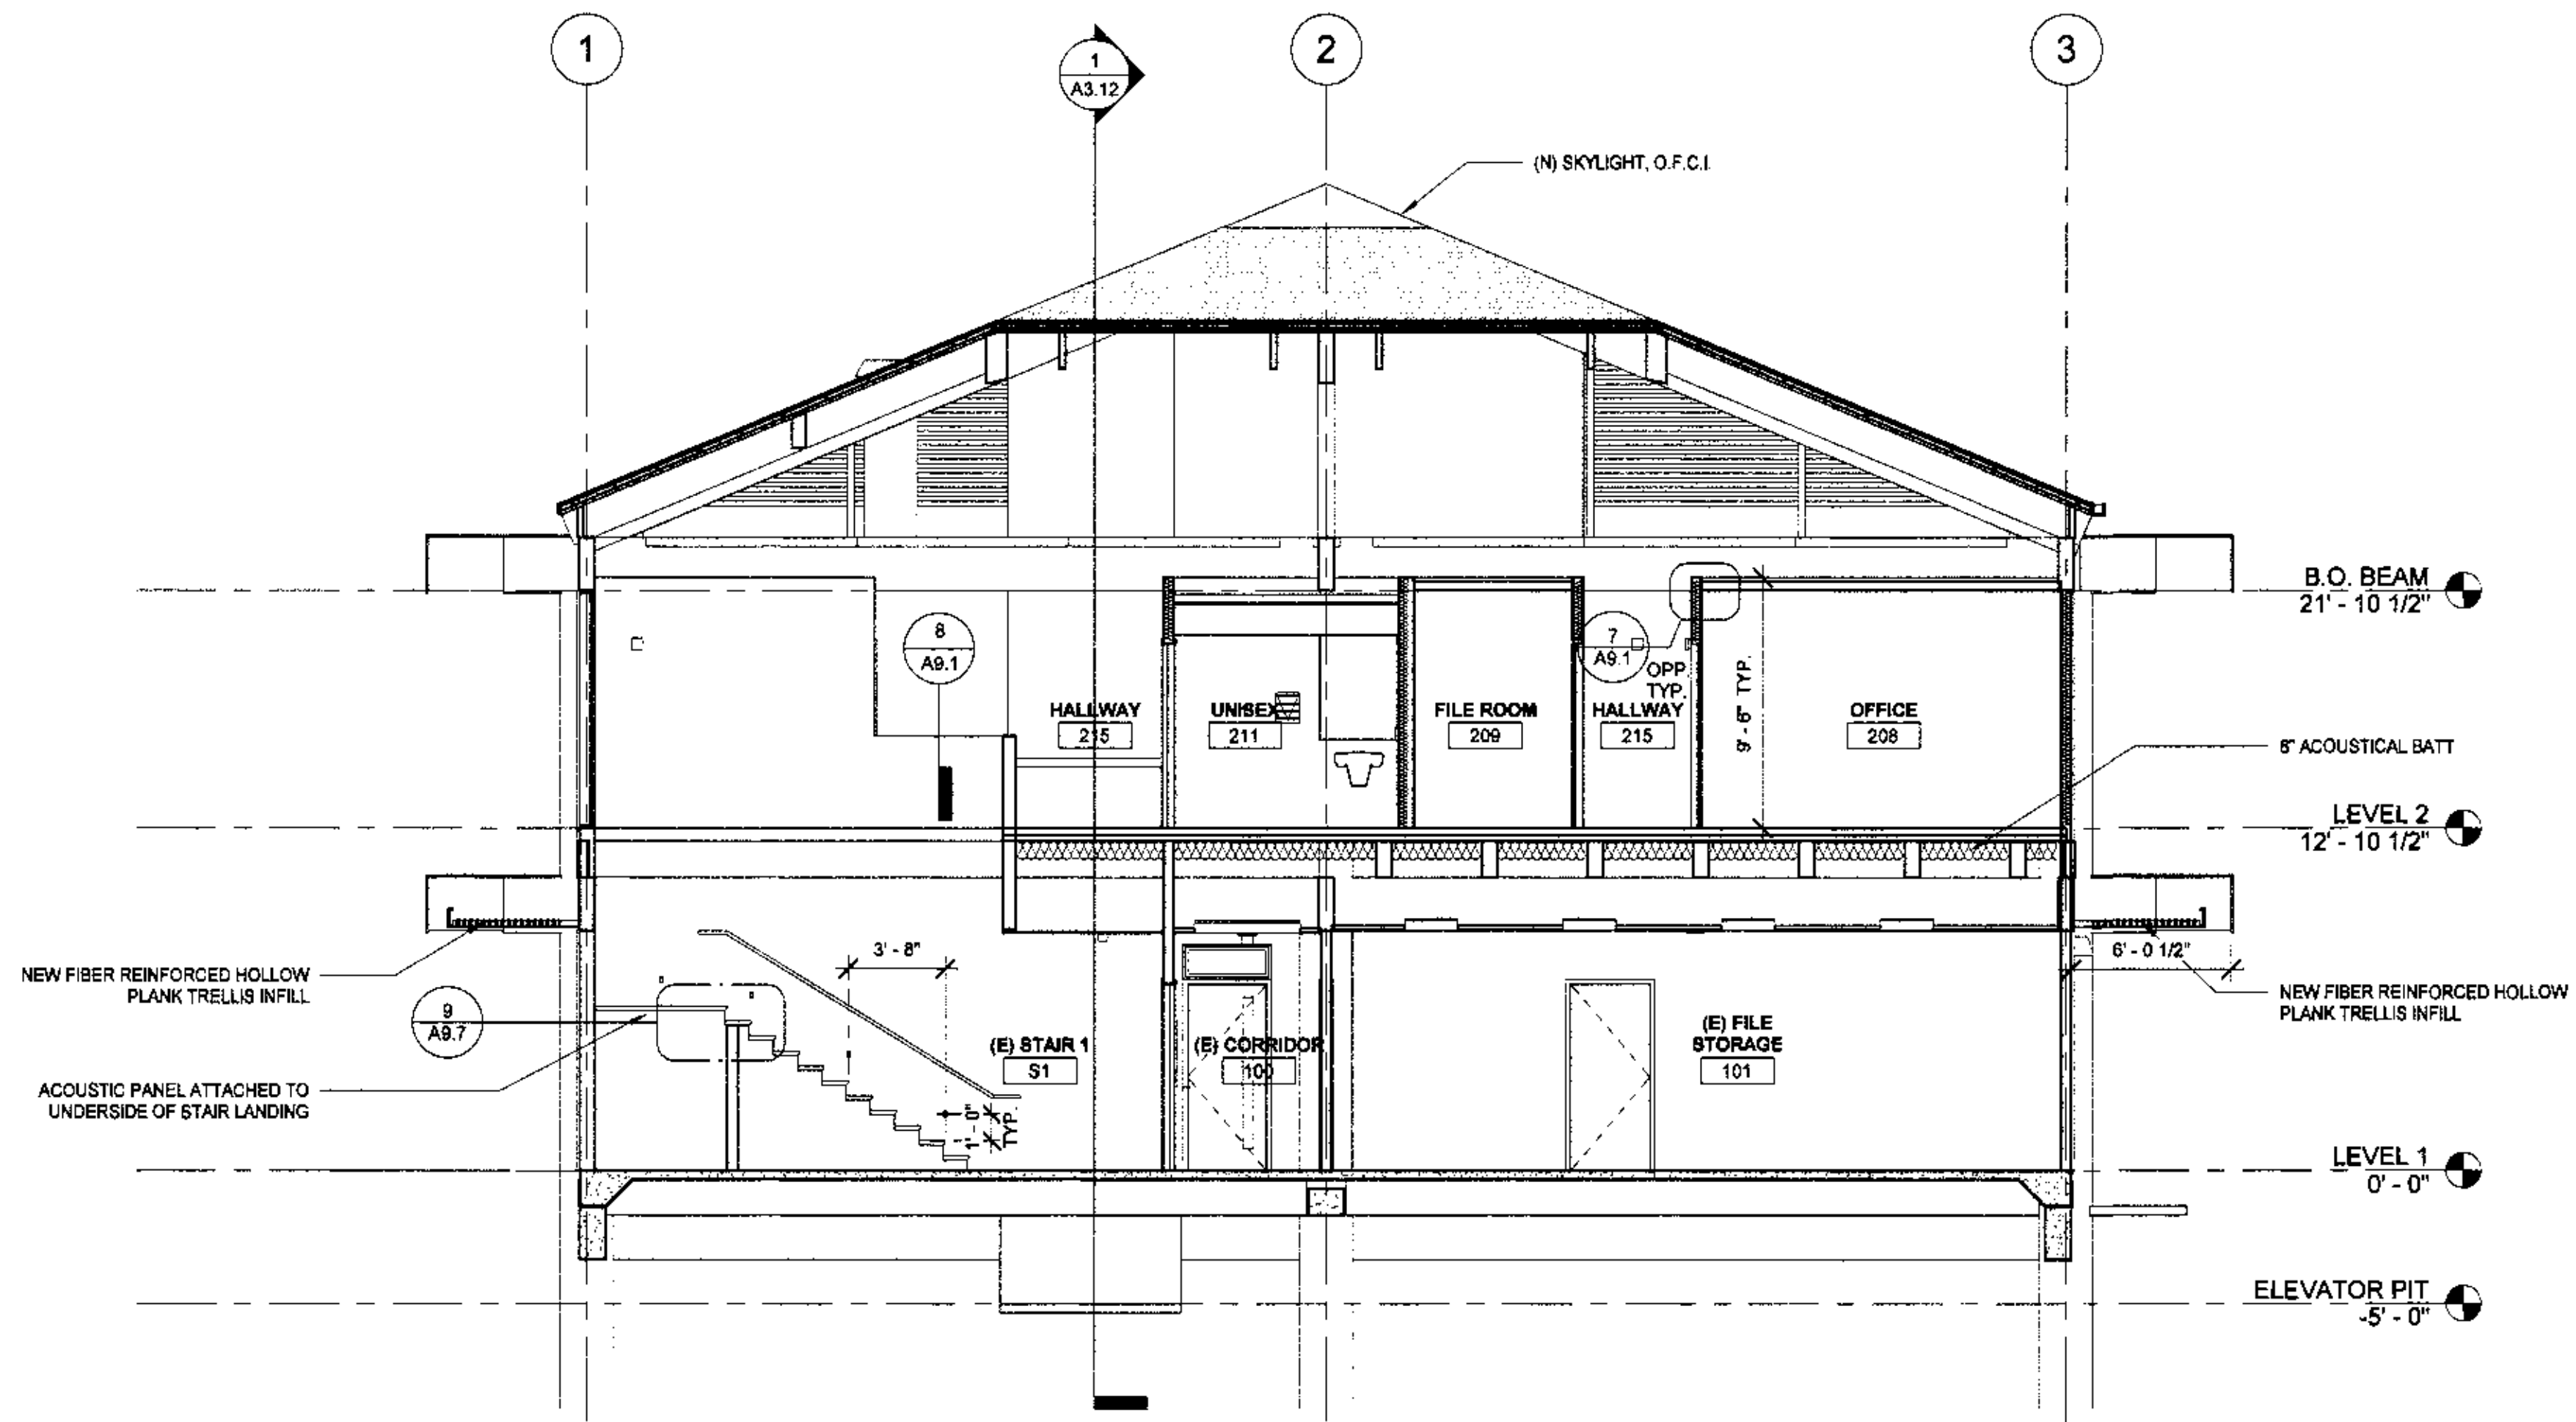 1
1
A3.12
2
3
(N) SKYLIGHT, O.F.C.I.
B.O. BEAM
21' - 10 1/2"
8
A9.1
7
A9.1
OPP.
TYP.
9' - 6" TYP.
HALLWAY
215
UNISEX
211
FILE ROOM
209
HALLWAY
215
OFFICE
208
6" ACOUSTICAL BATT
LEVEL 2
12' - 10 1/2"
3' - 8"
6' - 0 1/2"
NEW FIBER REINFORCED HOLLOW
PLANK TRELLIS INFILL
NEW FIBER REINFORCED HOLLOW
PLANK TRELLIS INFILL
9
A9.7
(E) STAIR 1
S1
(E) CORRIDOR
100
(E) FILE
STORAGE
101
ACOUSTIC PANEL ATTACHED TO
UNDERSIDE OF STAIR LANDING
1' - 0"
TYP.
LEVEL 1
0' - 0"
ELEVATOR PIT
-5' - 0"